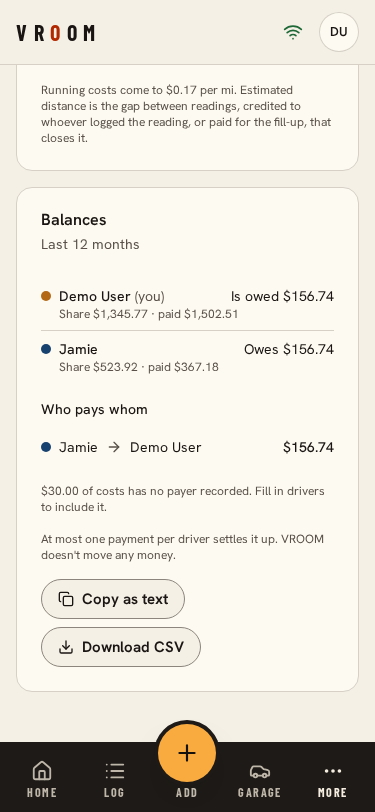 VROOM
DU
Running costs come to $0.17 per mi. Estimated
distance is the gap between readings, credited to
whoever logged the reading, or paid for the fill-up, that
closes it.
Balances
Last 12 months
Demo User (you) Is owed $156.74
Share $1,345.77 · paid $1,502.51
Jamie Owes $156.74
Share $523.92 · paid $367.18
Who pays whom
Jamie → Demo User $156.74
$30.00 of costs has no payer recorded. Fill in drivers
to include it.
At most one payment per driver settles it up. VROOM
doesn't move any money.
Copy as text
Download CSV
HOME LOG ADD GARAGE MORE